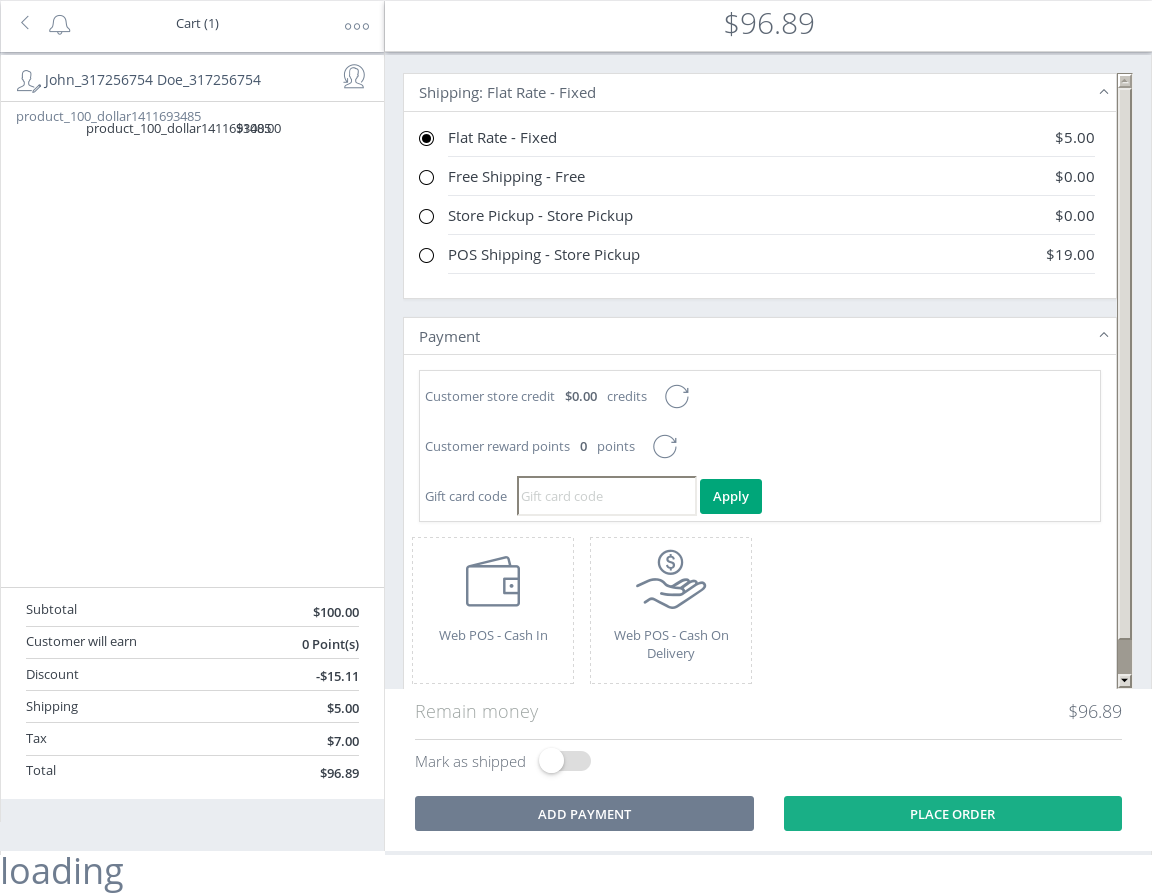 Cart (1)
$96.89
John_317256754 Doe_317256754
product_100_dollar1411693485
product_100_dollar1411693485
Subtotal $100.00
Customer will earn 0 Point(s)
Discount -$15.11
Shipping $5.00
Tax $7.00
Total $96.89
Shipping: Flat Rate - Fixed
Flat Rate - Fixed $5.00
Free Shipping - Free $0.00
Store Pickup - Store Pickup $0.00
POS Shipping - Store Pickup $19.00
Payment
Customer store credit $0.00 credits
Customer reward points 0 points
Gift card code Gift card code Apply
Web POS - Cash In
Web POS - Cash On
Delivery
Remain money $96.89
Mark as shipped
ADD PAYMENT PLACE ORDER
loading